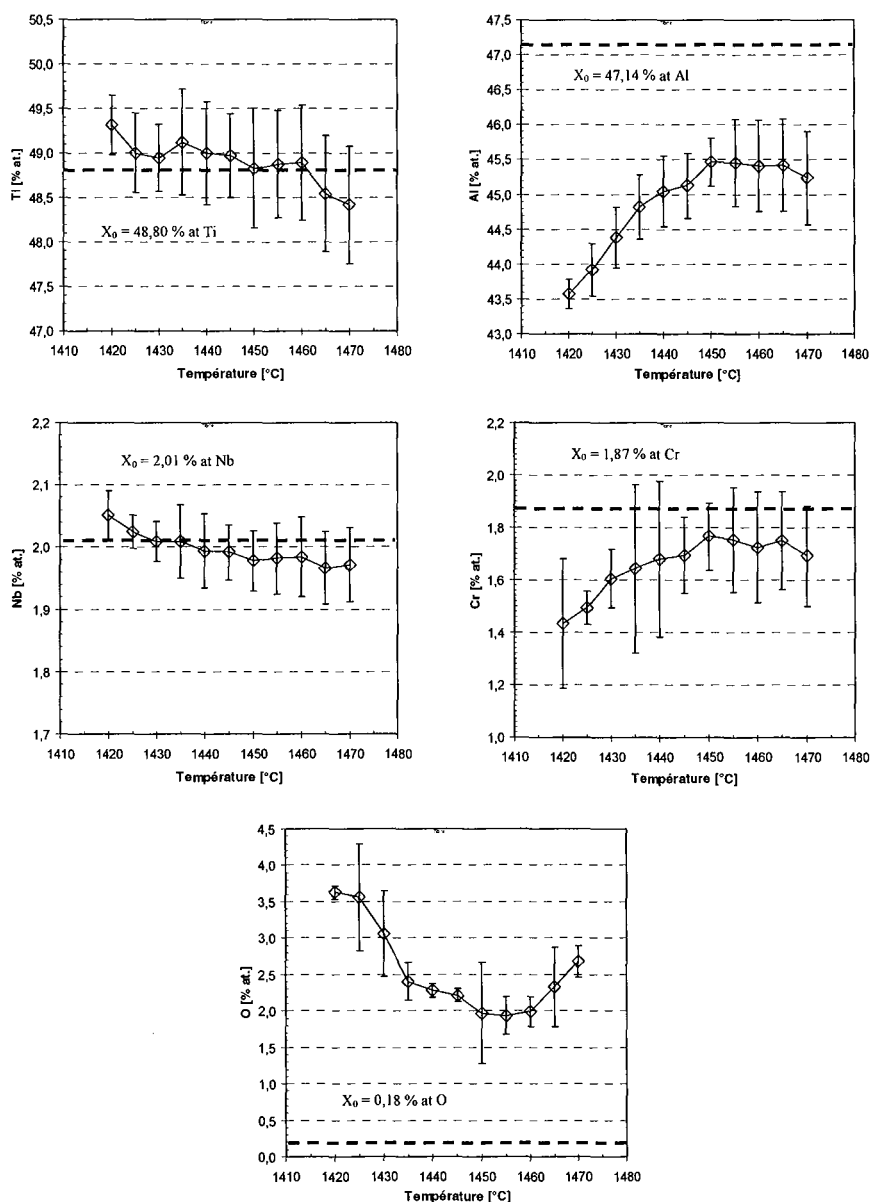 50,5
50,0
49,5
49,0
48,5
48,0
47,5
47,0
Ti [% at.]
X₀ = 48,80 % at Ti
1410 1420 1430 1440 1450 1460 1470 1480
Température [°C]
47,5
47,0
46,5
46,0
45,5
45,0
44,5
44,0
43,5
43,0
Al [% at.]
X₀ = 47,14 % at Al
1410 1420 1430 1440 1450 1460 1470 1480
Température [°C]
2,2
2,1
2,0
1,9
1,8
1,7
Nb [% at.]
X₀ = 2,01 % at Nb
1410 1420 1430 1440 1450 1460 1470 1480
Température [°C]
2,2
2,0
1,8
1,6
1,4
1,2
1,0
Cr [% at.]
X₀ = 1,87 % at Cr
1410 1420 1430 1440 1450 1460 1470 1480
Température [°C]
4,5
4,0
3,5
3,0
2,5
2,0
1,5
1,0
0,5
0,0
O [% at.]
X₀ = 0,18 % at O
1410 1420 1430 1440 1450 1460 1470 1480
Température [°C]